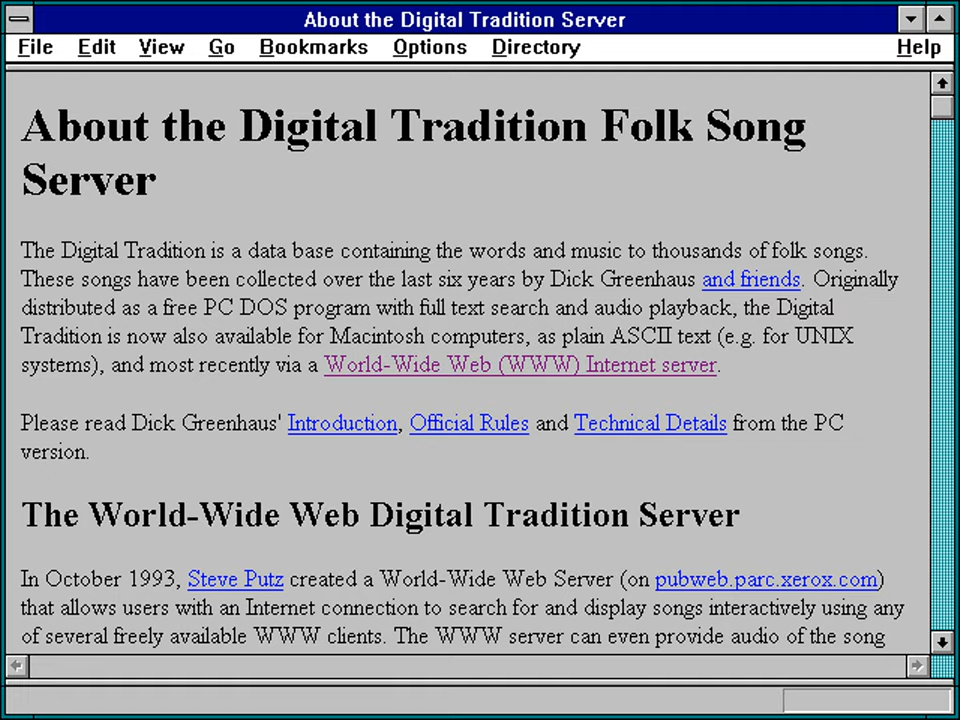 About the Digital Tradition Server
File Edit View Go Bookmarks Options Directory Help
About the Digital Tradition Folk Song
Server
The Digital Tradition is a data base containing the words and music to thousands of folk songs.
These songs have been collected over the last six years by Dick Greenhaus and friends. Originally
distributed as a free PC DOS program with full text search and audio playback, the Digital
Tradition is now also available for Macintosh computers, as plain ASCII text (e.g. for UNIX
systems), and most recently via a World-Wide Web (WWW) Internet server.
Please read Dick Greenhaus' Introduction, Official Rules and Technical Details from the PC
version.
The World-Wide Web Digital Tradition Server
In October 1993, Steve Putz created a World-Wide Web Server (on pubweb.parc.xerox.com)
that allows users with an Internet connection to search for and display songs interactively using any
of several freely available WWW clients. The WWW server can even provide audio of the song